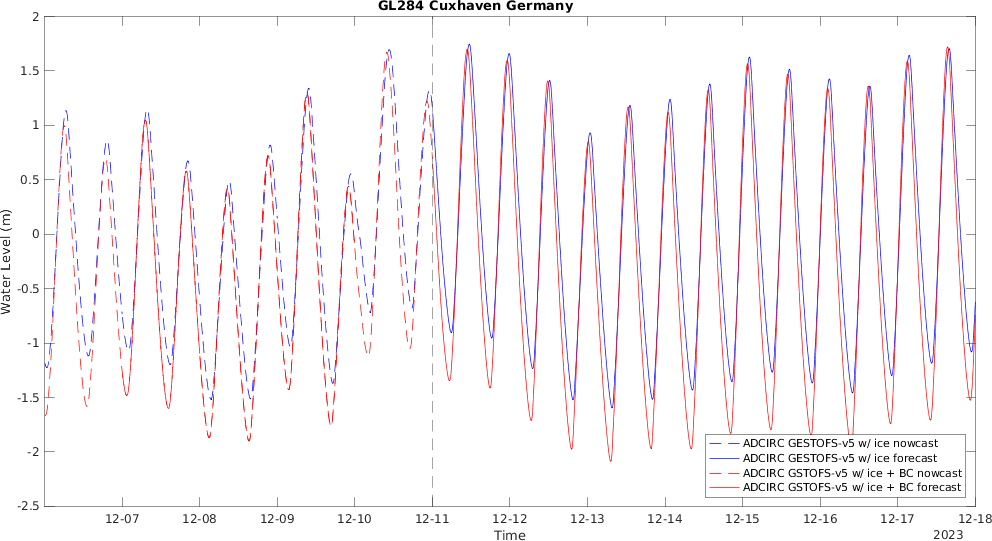 GL284 Cuxhaven Germany
2
1.5
1
0.5
0
-0.5
-1
-1.5
-2
-2.5
Water Level (m)
12-07 12-08 12-09 12-10 12-11 12-12 12-13 12-14 12-15 12-16 12-17 12-18
Time
2023
ADCIRC GESTOFS-v5 w/ ice nowcast
ADCIRC GESTOFS-v5 w/ ice forecast
ADCIRC GSTOFS-v5 w/ ice + BC nowcast
ADCIRC GSTOFS-v5 w/ ice + BC forecast